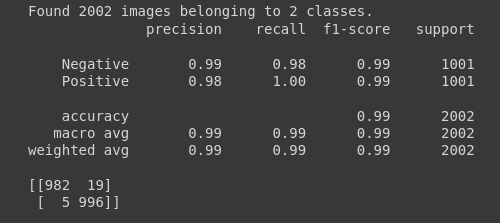 Found 2002 images belonging to 2 classes.
              precision    recall  f1-score   support

    Negative       0.99      0.98      0.99      1001
    Positive       0.98      1.00      0.99      1001

    accuracy                           0.99      2002
   macro avg       0.99      0.99      0.99      2002
weighted avg       0.99      0.99      0.99      2002

[[982  19]
 [  5 996]]